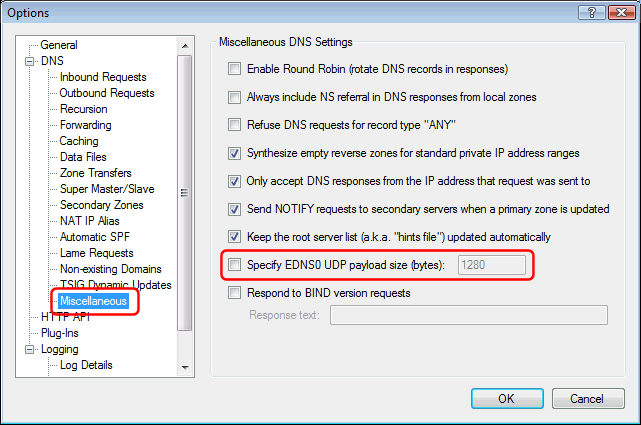 Options
General
DNS
Inbound Requests
Outbound Requests
Recursion
Forwarding
Caching
Data Files
Zone Transfers
Super Master/Slave
Secondary Zones
NAT IP Alias
Automatic SPF
Lame Requests
Non-existing Domains
TSIG Dynamic Updates
Miscellaneous
HTTP API
Plug-Ins
Logging
Log Details
Miscellaneous DNS Settings
Enable Round Robin (rotate DNS records in responses)
Always include NS referral in DNS responses from local zones
Refuse DNS requests for record type "ANY"
Synthesize empty reverse zones for standard private IP address ranges
Only accept DNS responses from the IP address that request was sent to
Send NOTIFY requests to secondary servers when a primary zone is updated
Keep the root server list (a.k.a. "hints file") updated automatically
Specify EDNS0 UDP payload size (bytes): 1280
Respond to BIND version requests
Response text:
OK Cancel